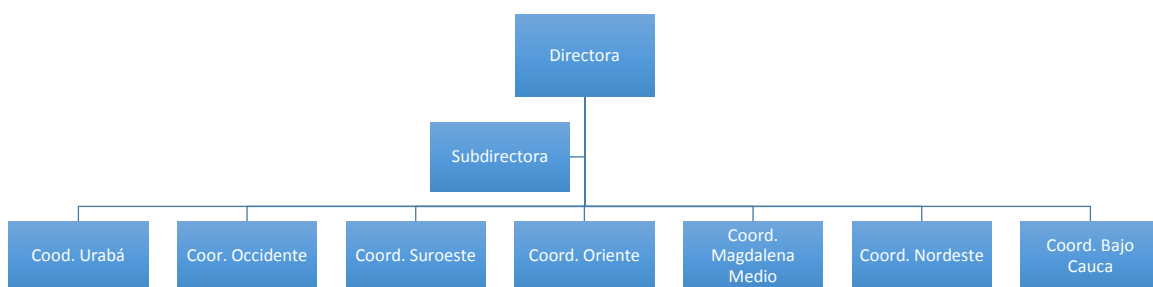 Directora
Subdirectora
Cood. Urabá
Coor. Occidente
Coord. Suroeste
Coord. Oriente
Coord.
Magdalena
Medio
Coord. Nordeste
Coord. Bajo
Cauca